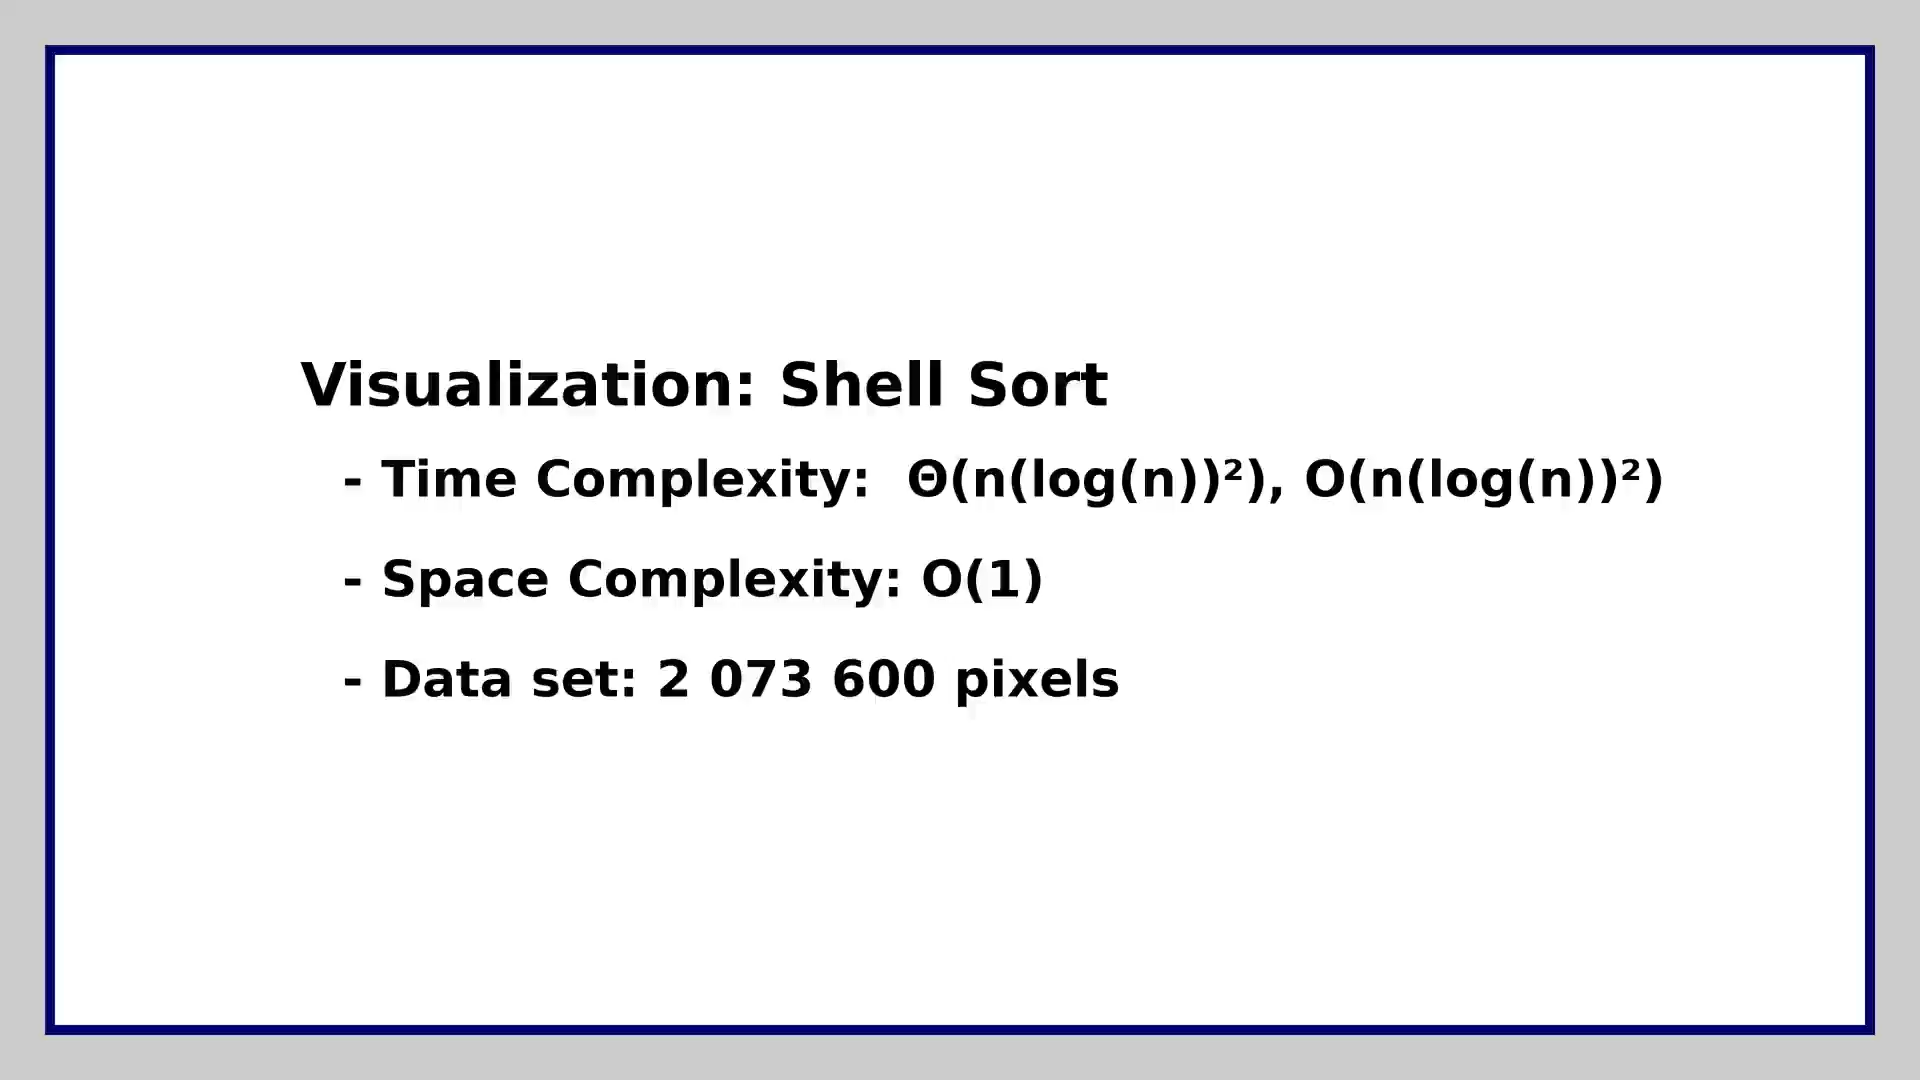 Visualization: Shell Sort
- Time Complexity:  Θ(n(log(n))²), O(n(log(n))²)
- Space Complexity: O(1)
- Data set: 2 073 600 pixels